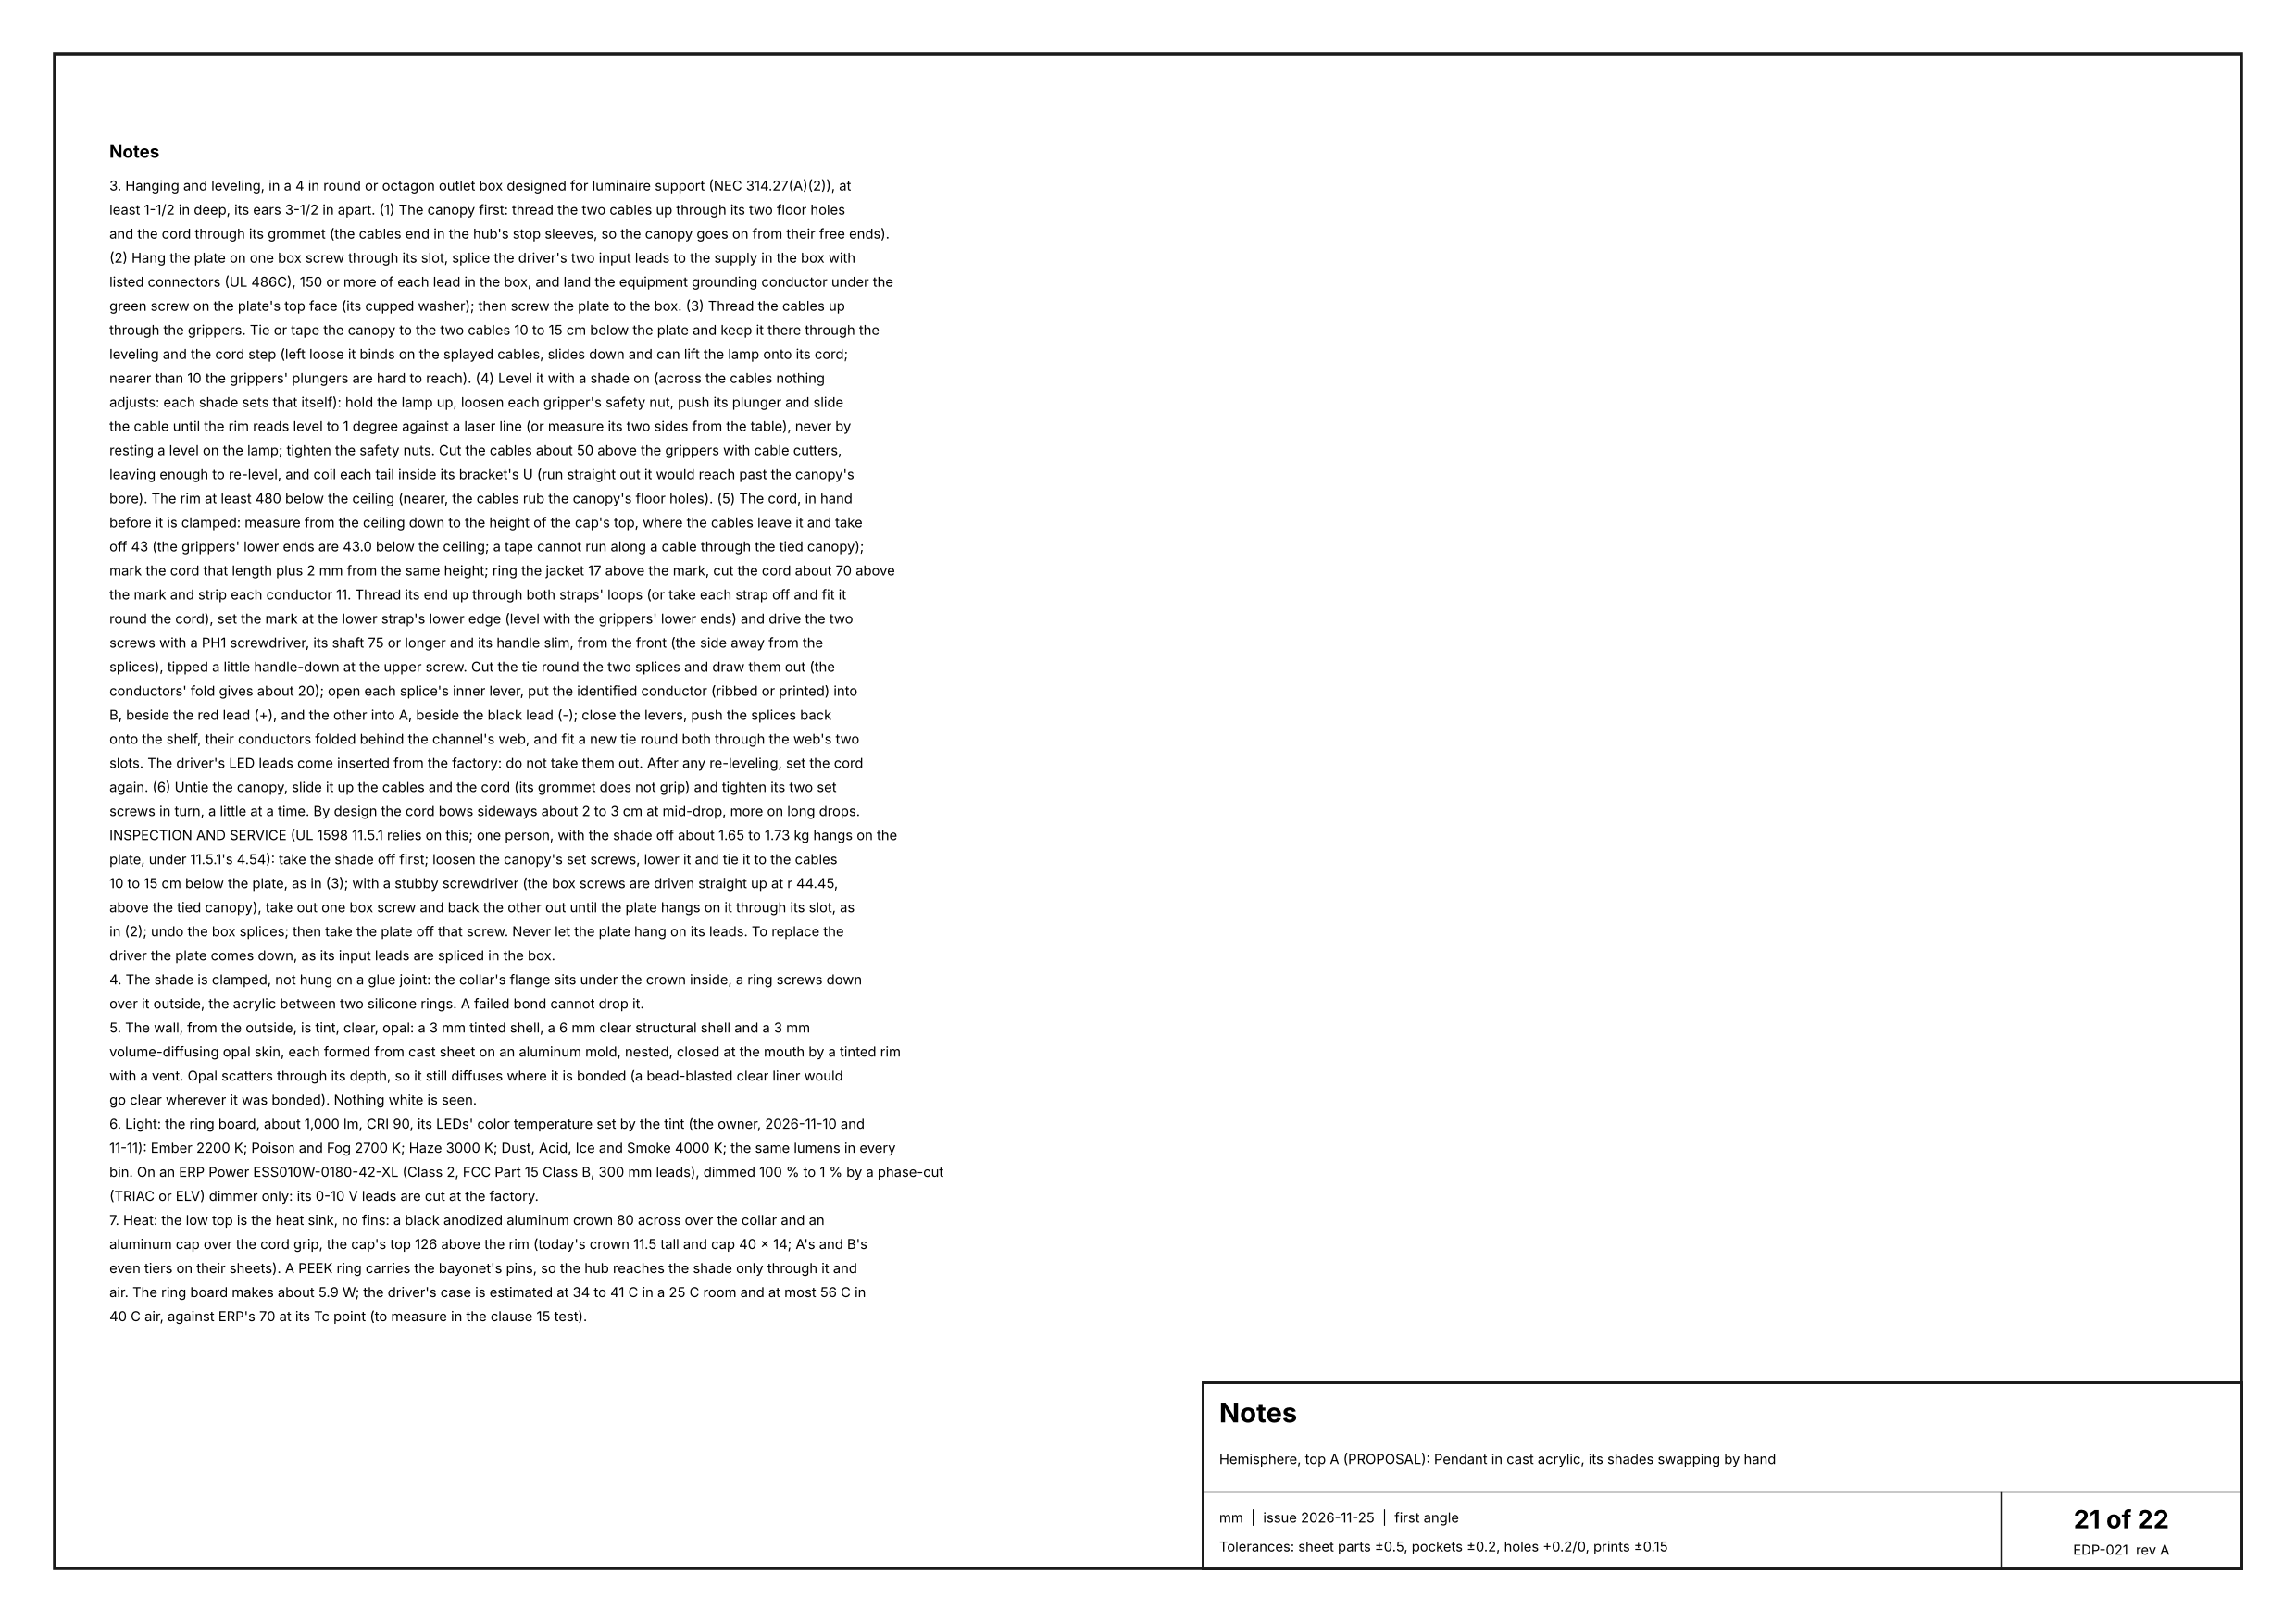 Notes
3. Hanging and leveling, in a 4 in round or octagon outlet box designed for luminaire support (NEC 314.27(A)(2)), at
least 1-1/2 in deep, its ears 3-1/2 in apart. (1) The canopy first: thread the two cables up through its two floor holes
and the cord through its grommet (the cables end in the hub's stop sleeves, so the canopy goes on from their free ends).
(2) Hang the plate on one box screw through its slot, splice the driver's two input leads to the supply in the box with
listed connectors (UL 486C), 150 or more of each lead in the box, and land the equipment grounding conductor under the
green screw on the plate's top face (its cupped washer); then screw the plate to the box. (3) Thread the cables up
through the grippers. Tie or tape the canopy to the two cables 10 to 15 cm below the plate and keep it there through the
leveling and the cord step (left loose it binds on the splayed cables, slides down and can lift the lamp onto its cord;
nearer than 10 the grippers' plungers are hard to reach). (4) Level it with a shade on (across the cables nothing
adjusts: each shade sets that itself): hold the lamp up, loosen each gripper's safety nut, push its plunger and slide
the cable until the rim reads level to 1 degree against a laser line (or measure its two sides from the table), never by
resting a level on the lamp; tighten the safety nuts. Cut the cables about 50 above the grippers with cable cutters,
leaving enough to re-level, and coil each tail inside its bracket's U (run straight out it would reach past the canopy's
bore). The rim at least 480 below the ceiling (nearer, the cables rub the canopy's floor holes). (5) The cord, in hand
before it is clamped: measure from the ceiling down to the height of the cap's top, where the cables leave it and take
off 43 (the grippers' lower ends are 43.0 below the ceiling; a tape cannot run along a cable through the tied canopy);
mark the cord that length plus 2 mm from the same height; ring the jacket 17 above the mark, cut the cord about 70 above
the mark and strip each conductor 11. Thread its end up through both straps' loops (or take each strap off and fit it
round the cord), set the mark at the lower strap's lower edge (level with the grippers' lower ends) and drive the two
screws with a PH1 screwdriver, its shaft 75 or longer and its handle slim, from the front (the side away from the
splices), tipped a little handle-down at the upper screw. Cut the tie round the two splices and draw them out (the
conductors' fold gives about 20); open each splice's inner lever, put the identified conductor (ribbed or printed) into
B, beside the red lead (+), and the other into A, beside the black lead (-); close the levers, push the splices back
onto the shelf, their conductors folded behind the channel's web, and fit a new tie round both through the web's two
slots. The driver's LED leads come inserted from the factory: do not take them out. After any re-leveling, set the cord
again. (6) Untie the canopy, slide it up the cables and the cord (its grommet does not grip) and tighten its two set
screws in turn, a little at a time. By design the cord bows sideways about 2 to 3 cm at mid-drop, more on long drops.
INSPECTION AND SERVICE (UL 1598 11.5.1 relies on this; one person, with the shade off about 1.65 to 1.73 kg hangs on the
plate, under 11.5.1's 4.54): take the shade off first; loosen the canopy's set screws, lower it and tie it to the cables
10 to 15 cm below the plate, as in (3); with a stubby screwdriver (the box screws are driven straight up at r 44.45,
above the tied canopy), take out one box screw and back the other out until the plate hangs on it through its slot, as
in (2); undo the box splices; then take the plate off that screw. Never let the plate hang on its leads. To replace the
driver the plate comes down, as its input leads are spliced in the box.
4. The shade is clamped, not hung on a glue joint: the collar's flange sits under the crown inside, a ring screws down
over it outside, the acrylic between two silicone rings. A failed bond cannot drop it.
5. The wall, from the outside, is tint, clear, opal: a 3 mm tinted shell, a 6 mm clear structural shell and a 3 mm
volume-diffusing opal skin, each formed from cast sheet on an aluminum mold, nested, closed at the mouth by a tinted rim
with a vent. Opal scatters through its depth, so it still diffuses where it is bonded (a bead-blasted clear liner would
go clear wherever it was bonded). Nothing white is seen.
6. Light: the ring board, about 1,000 lm, CRI 90, its LEDs' color temperature set by the tint (the owner, 2026-11-10 and
11-11): Ember 2200 K; Poison and Fog 2700 K; Haze 3000 K; Dust, Acid, Ice and Smoke 4000 K; the same lumens in every
bin. On an ERP Power ESS010W-0180-42-XL (Class 2, FCC Part 15 Class B, 300 mm leads), dimmed 100 % to 1 % by a phase-cut
(TRIAC or ELV) dimmer only: its 0-10 V leads are cut at the factory.
7. Heat: the low top is the heat sink, no fins: a black anodized aluminum crown 80 across over the collar and an
aluminum cap over the cord grip, the cap's top 126 above the rim (today's crown 11.5 tall and cap 40 × 14; A's and B's
even tiers on their sheets). A PEEK ring carries the bayonet's pins, so the hub reaches the shade only through it and
air. The ring board makes about 5.9 W; the driver's case is estimated at 34 to 41 C in a 25 C room and at most 56 C in
40 C air, against ERP's 70 at its Tc point (to measure in the clause 15 test).
Notes
Hemisphere, top A (PROPOSAL): Pendant in cast acrylic, its shades swapping by hand
mm | issue 2026-11-25 | first angle
Tolerances: sheet parts ±0.5, pockets ±0.2, holes +0.2/0, prints ±0.15
21 of 22
EDP-021 rev A